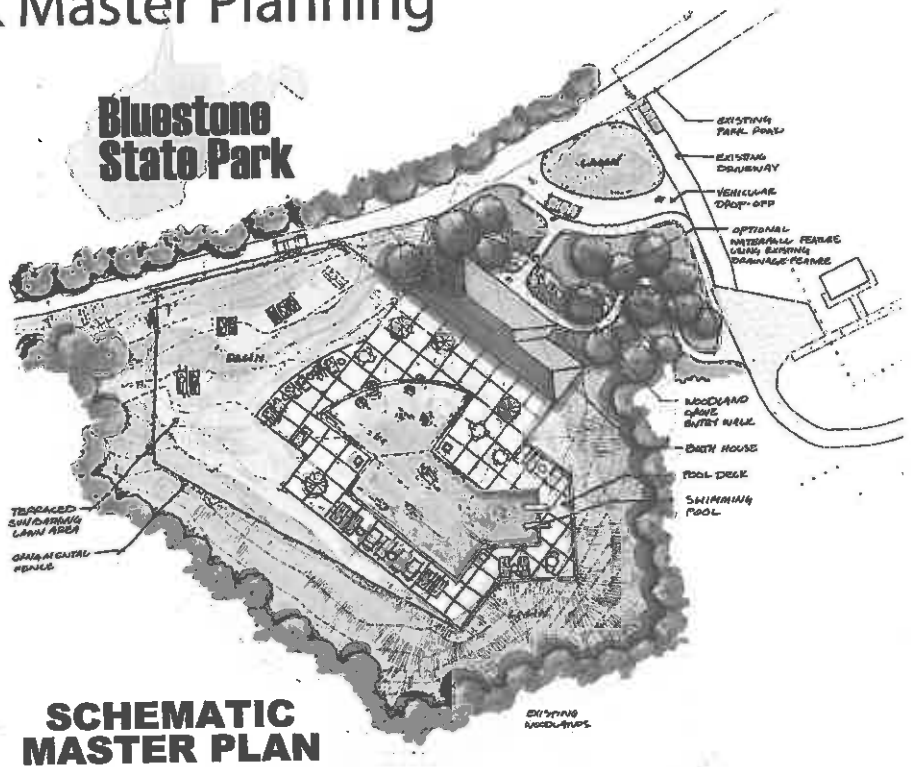 Master Planning
Bluestone
State Park
EXISTING
PARK ROAD
EXISTING
DRIVEWAY
VEHICULAR
DROP-OFF
OPTIONAL
WATERFALL FEATURE
USING EXISTING
DRAINAGE FEATURE
LAWN
LAWN
WOODLAND
GROVE
ENTRY WALK
BATH HOUSE
POOL DECK
SWIMMING
POOL
TERRACED
SUNBATHING
LAWN AREA
ORNAMENTAL
FENCE
EXISTING
WOODLANDS
SCHEMATIC
MASTER PLAN